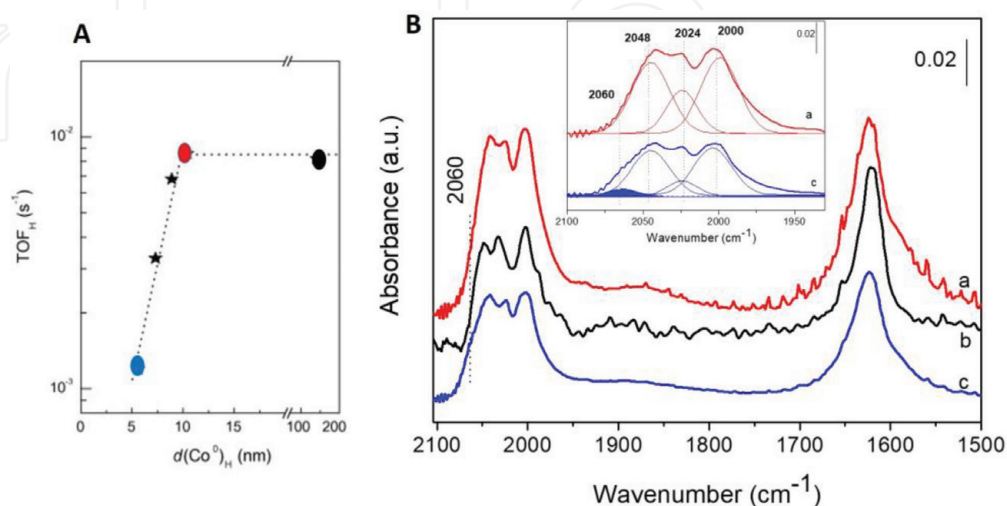 A
TOF_H (s⁻¹)
10⁻²
10⁻³
0 5 10 15 100 200
d(Co⁰)_H (nm)
B
Absorbance (a.u.)
2060
0.02
a
b
c
2100 2000 1900 1800 1700 1600 1500
Wavenumber (cm⁻¹)
2048 2024 2000
0.02
2060
a
c
2100 2050 2000 1950
Wavenumber (cm⁻¹)